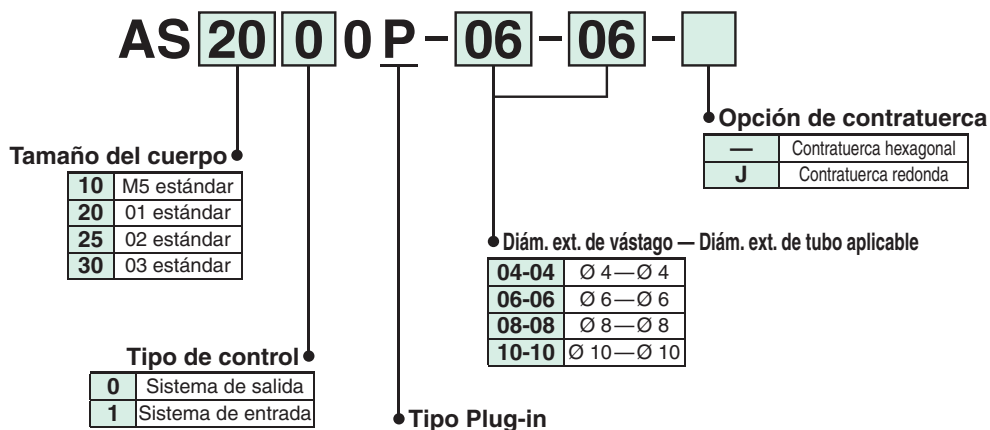 AS 20 0 0 P - 06 - 06 -
Opción de contratuerca
— Contratuerca hexagonal
J Contratuerca redonda
Tamaño del cuerpo
10 M5 estándar
20 01 estándar
25 02 estándar
30 03 estándar
Diám. ext. de vástago — Diám. ext. de tubo aplicable
04-04 Ø 4—Ø 4
06-06 Ø 6—Ø 6
08-08 Ø 8—Ø 8
10-10 Ø 10—Ø 10
Tipo de control
0 Sistema de salida
1 Sistema de entrada
Tipo Plug-in